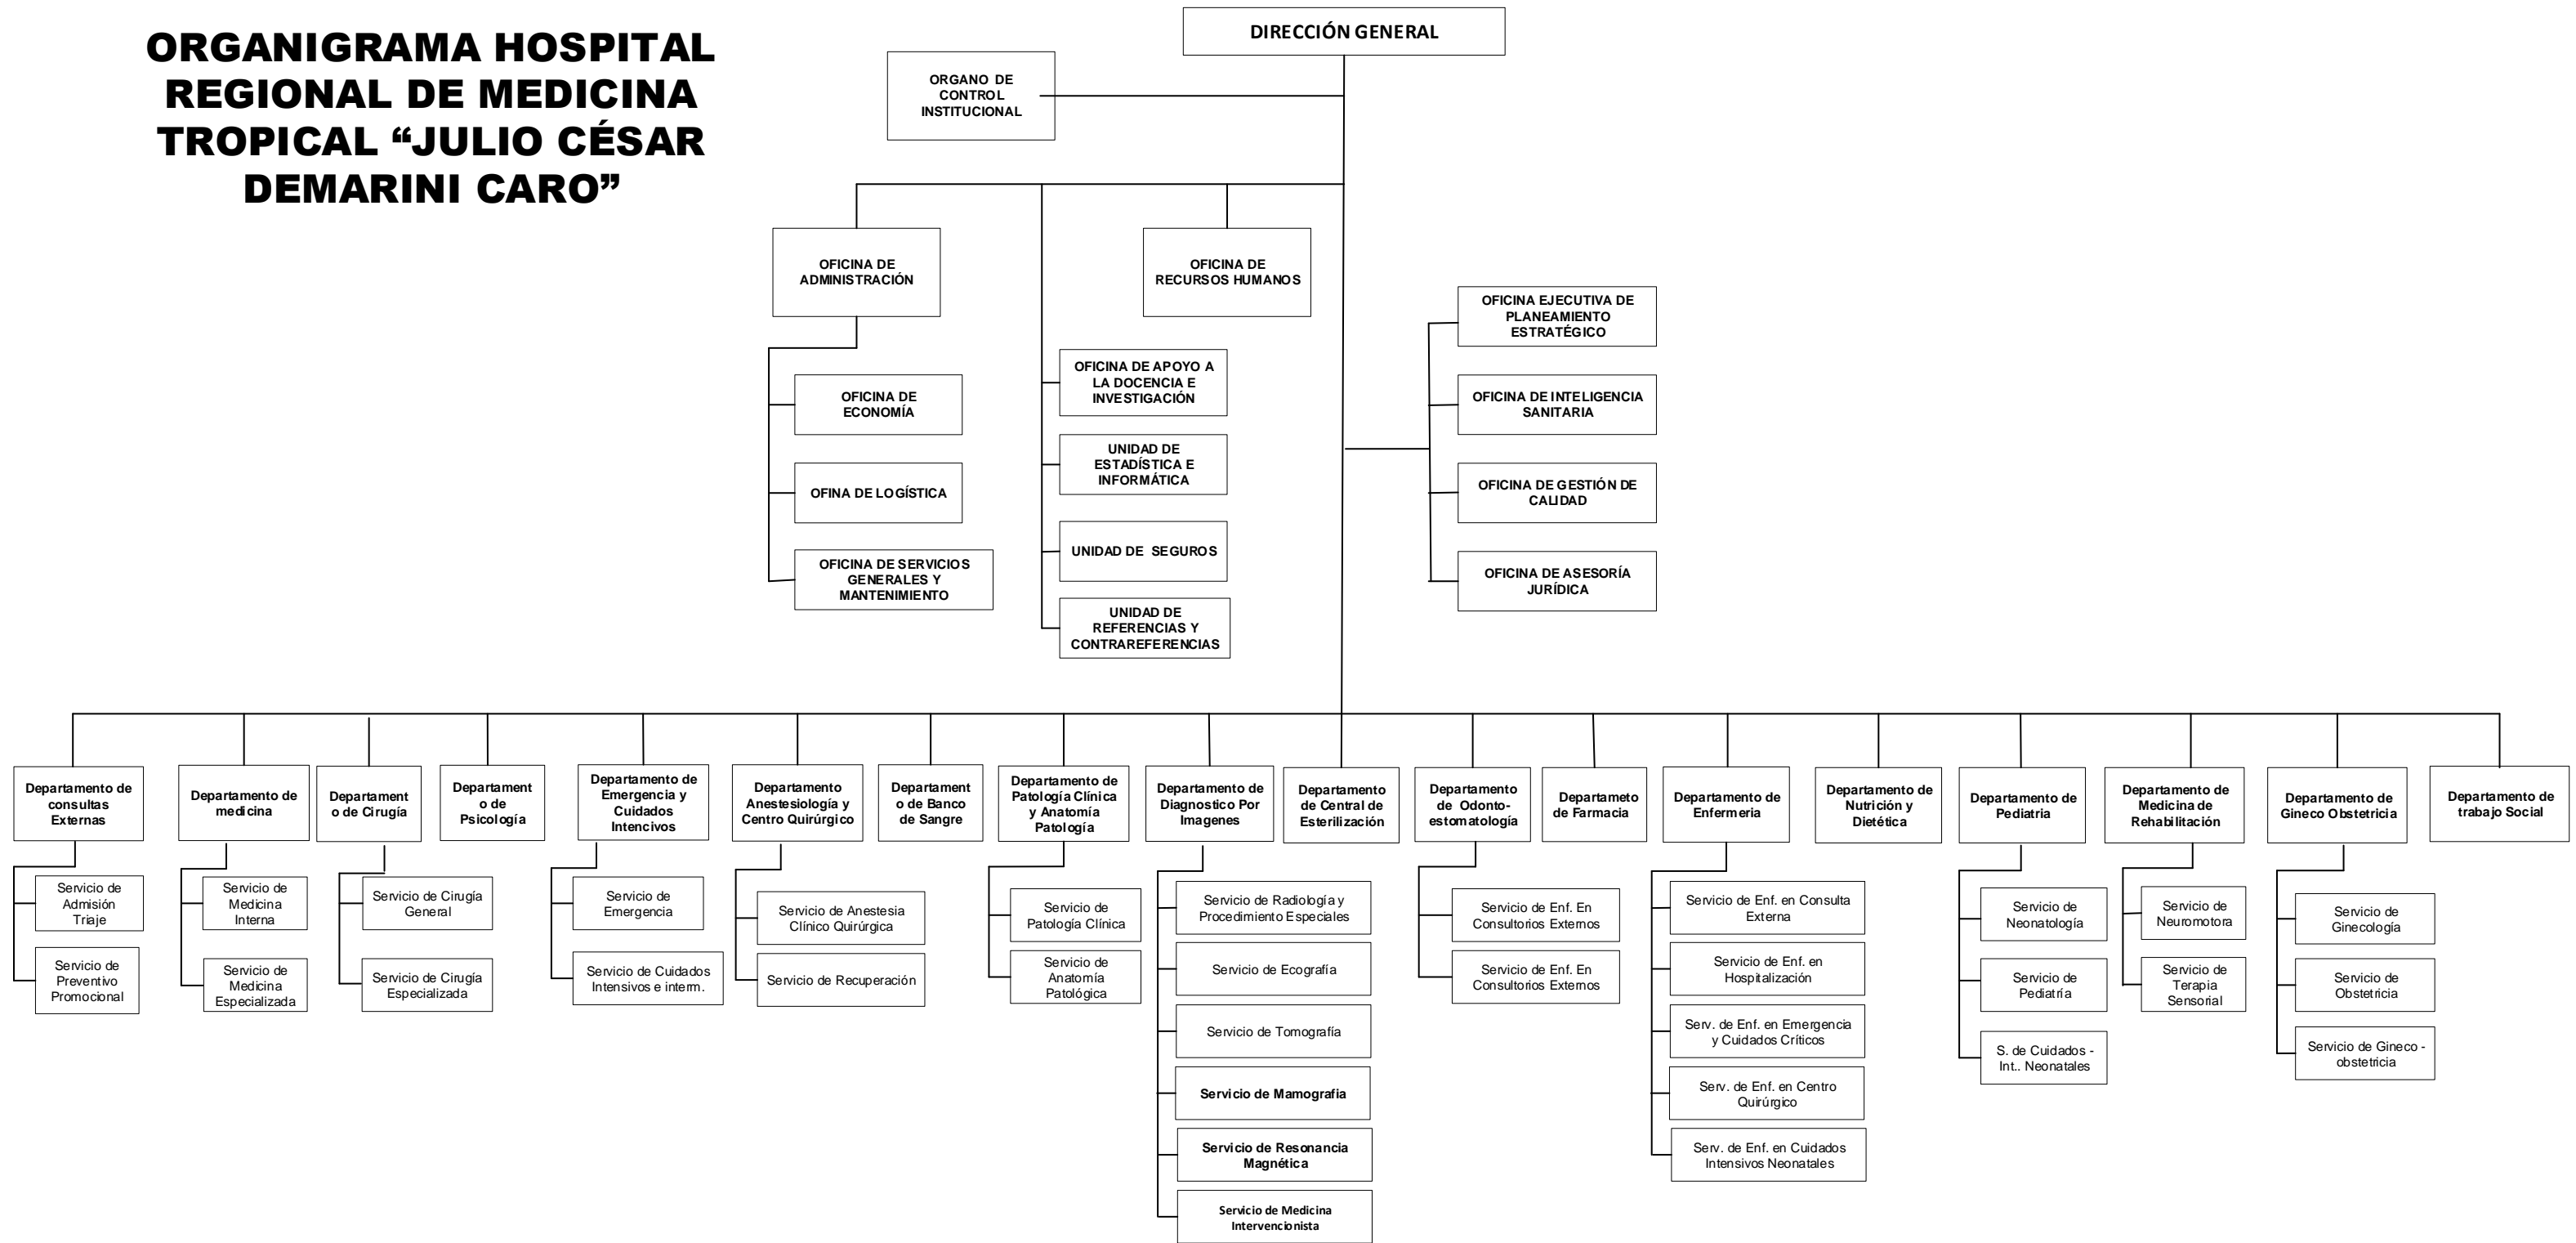 ORGANIGRAMA HOSPITAL
REGIONAL DE MEDICINA
TROPICAL “JULIO CÉSAR
DEMARINI CARO”
DIRECCIÓN GENERAL
ORGANO DE
CONTROL
INSTITUCIONAL
OFICINA DE
ADMINISTRACIÓN
OFICINA DE
RECURSOS HUMANOS
OFICINA DE
ECONOMÍA
OFINA DE LOGÍSTICA
OFICINA DE SERVICIOS
GENERALES Y
MANTENIMIENTO
OFICINA DE APOYO A
LA DOCENCIA E
INVESTIGACIÓN
UNIDAD DE
ESTADÍSTICA E
INFORMÁTICA
UNIDAD DE SEGUROS
UNIDAD DE
REFERENCIAS Y
CONTRAREFERENCIAS
OFICINA EJECUTIVA DE
PLANEAMIENTO
ESTRATÉGICO
OFICINA DE INTELIGENCIA
SANITARIA
OFICINA DE GESTIÓN DE
CALIDAD
OFICINA DE ASESORÍA
JURÍDICA
Departamento de
consultas
Externas
Servicio de
Admisión
Triaje
Servicio de
Preventivo
Promocional
Departamento de
medicina
Servicio de
Medicina
Interna
Servicio de
Medicina
Especializada
Departament
o de Cirugía
Servicio de Cirugía
General
Servicio de Cirugía
Especializada
Departament
o de
Psicología
Departamento de
Emergencia y
Cuidados
Intencivos
Servicio de
Emergencia
Servicio de Cuidados
Intensivos e interm.
Departamento
Anestesiología y
Centro Quirúrgico
Servicio de Anestesia
Clínico Quirúrgica
Servicio de Recuperación
Departament
o de Banco
de Sangre
Departamento de
Patología Clínica
y Anatomía
Patología
Servicio de
Patología Clínica
Servicio de
Anatomía
Patológica
Departamento de
Diagnostico Por
Imagenes
Servicio de Radiología y
Procedimiento Especiales
Servicio de Ecografía
Servicio de Tomografía
Servicio de Mamografia
Servicio de Resonancia
Magnética
Servicio de Medicina
Intervencionista
Departamento
de Central de
Esterilización
Departamento
de Odonto-
estomatología
Servicio de Enf. En
Consultorios Externos
Servicio de Enf. En
Consultorios Externos
Departameto
de Farmacia
Departamento de
Enfermeria
Servicio de Enf. en Consulta
Externa
Servicio de Enf. en
Hospitalización
Serv. de Enf. en Emergencia
y Cuidados Críticos
Serv. de Enf. en Centro
Quirúrgico
Serv. de Enf. en Cuidados
Intensivos Neonatales
Departamento de
Nutrición y
Dietética
Departamento de
Pediatria
Servicio de
Neonatología
Servicio de
Pediatría
S. de Cuidados -
Int.. Neonatales
Departamento de
Medicina de
Rehabilitación
Servicio de
Neuromotora
Servicio de
Terapia
Sensorial
Departamento de
Gineco Obstetricia
Servicio de
Ginecología
Servicio de
Obstetricia
Servicio de Gineco -
obstetricia
Departamento de
trabajo Social